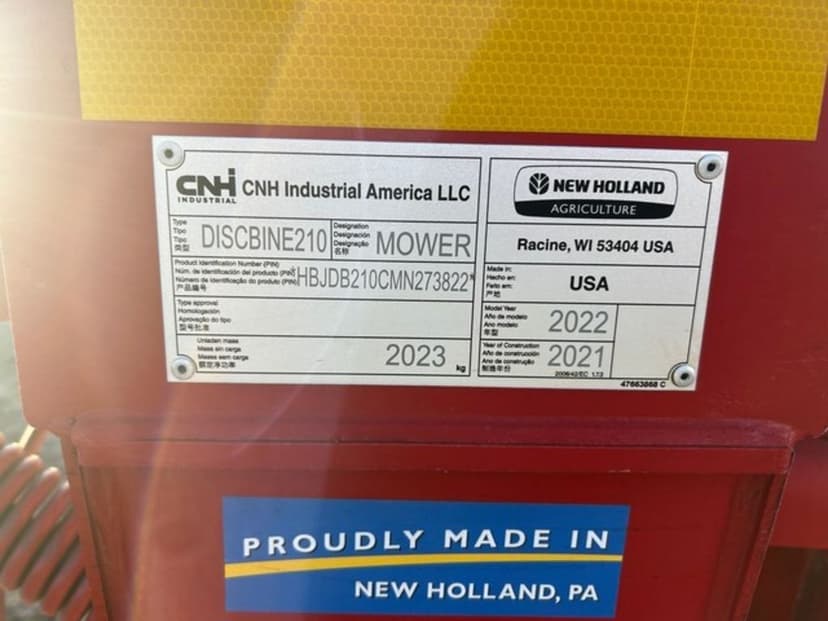 CNH
INDUSTRIAL
CNH Industrial America LLC
Type
Tipo
Tipo
类型
DISCBINE210
Designation
Designación
Designação
名称
MOWER
Product Identification Number (PIN)
Núm. de identificación del producto (PIN)
Número de identificação do produto (PIN)
产品编号
*HBJDB210CMN273822*
Type approval
Homologación
Aprovação do tipo
型号批准
Unladen mass
Masa sin carga
Massa sem carga
额定净功率
2023 kg
NEW HOLLAND
AGRICULTURE
Racine, WI 53404 USA
Made in:
Hecho en:
Feito em:
产地
USA
Model Year
Año de modelo
Ano modelo
年型
2022
Year of Construction
Año de construcción
Ano de construção
制造年份
2021
2006/42/EC 1.7.3
47663868 C
PROUDLY MADE IN
NEW HOLLAND, PA